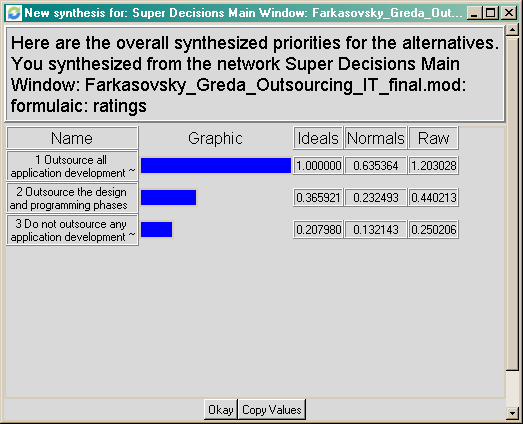 New synthesis for: Super Decisions Main Window: Farkasovsky_Greda_Out...
Here are the overall synthesized priorities for the alternatives.
You synthesized from the network Super Decisions Main
Window: Farkasovsky_Greda_Outsourcing_IT_final.mod:
formulaic: ratings
Name Graphic Ideals Normals Raw
1 Outsource all
application development ~ 1.000000 0.635364 1.203028
2 Outsource the design
and programming phases 0.365921 0.232493 0.440213
3 Do not outsource any
application development ~ 0.207980 0.132143 0.250206
Okay Copy Values